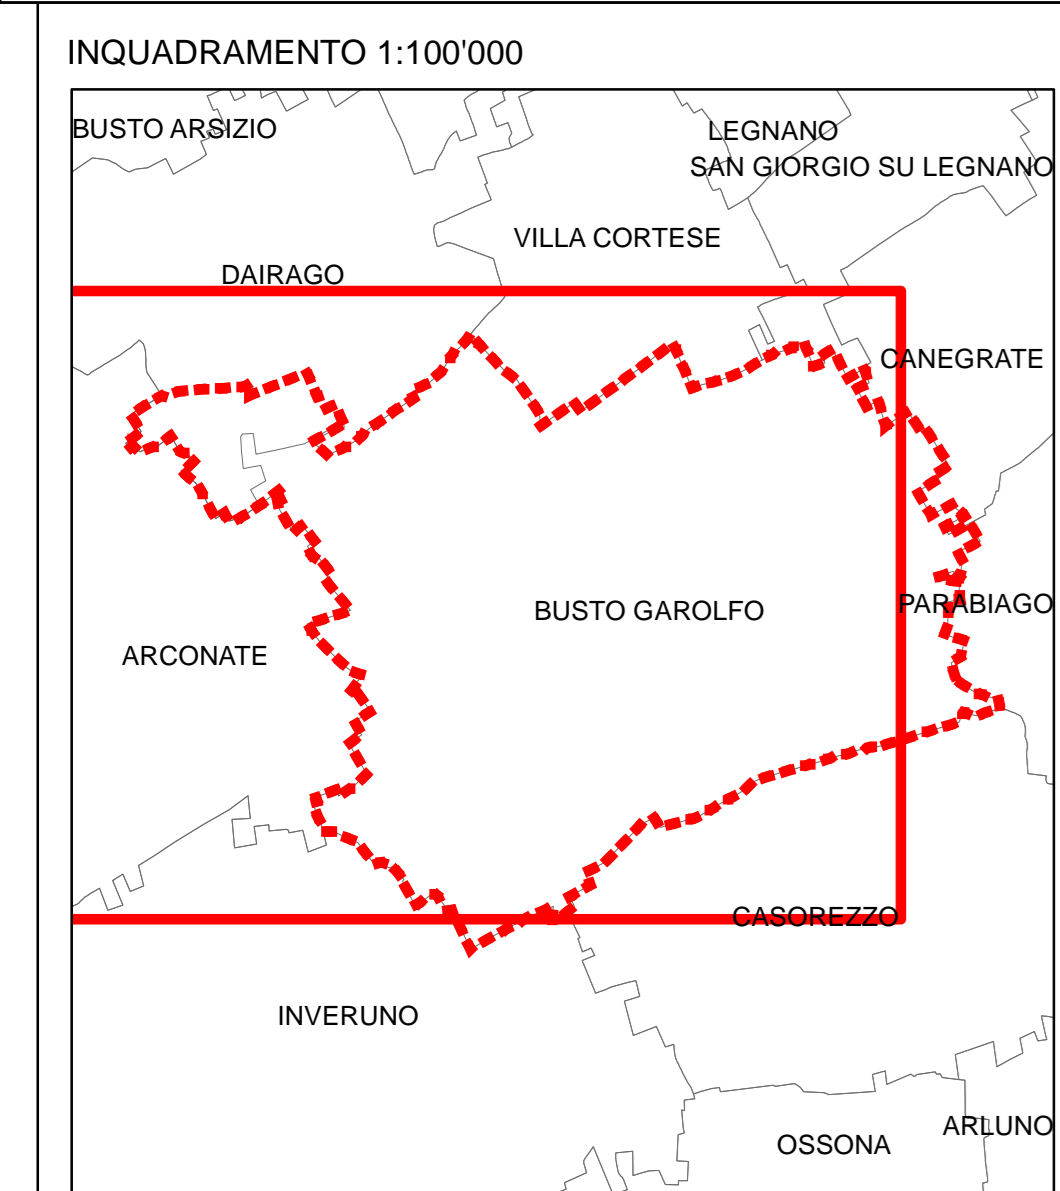 INQUADRAMENTO 1:100'000
BUSTO ARSIZIO
LEGNANO
SAN GIORGIO SU LEGNANO
VILLA CORTESE
DAIRAGO
CANEGRATE
BUSTO GAROLFO
PARABIAGO
ARCONATE
CASOREZZO
INVERUNO
ARLUNO
OSSONA